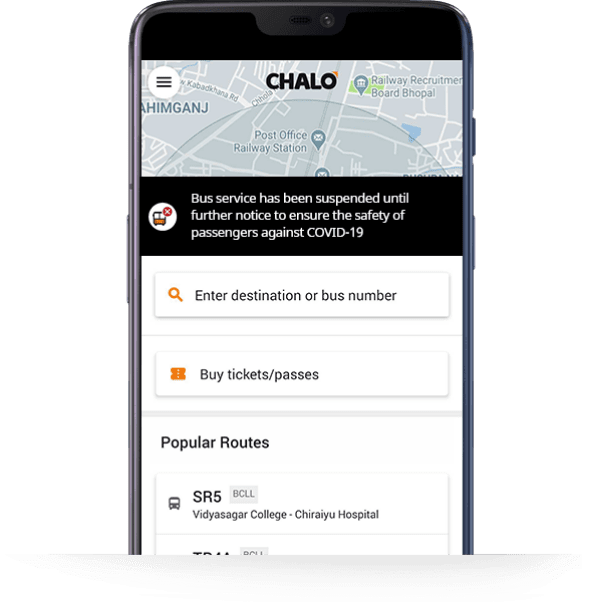 CHALO
Kabadkhana Rd
Chhola
Railway Recruitmen
Board Bhopal
AHIMGANJ
Post Office
Railway Station
Bus service has been suspended until
further notice to ensure the safety of
passengers against COVID-19
Enter destination or bus number
Buy tickets/passes
Popular Routes
SR5 BCLL
Vidyasagar College - Chiraiyu Hospital
BCLL